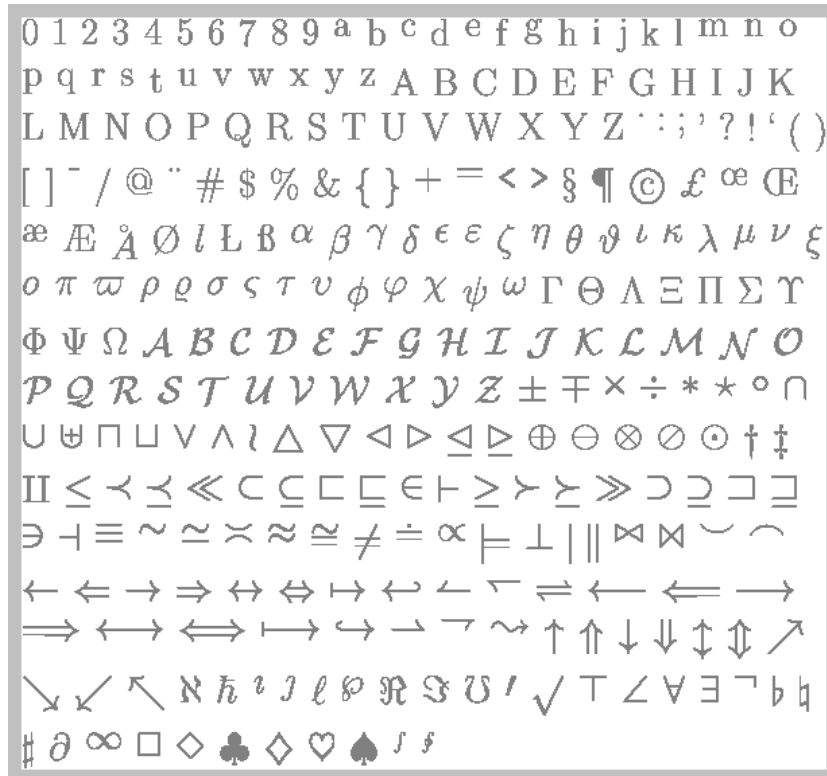 0 1 2 3 4 5 6 7 8 9 a b c d e f g h i j k l m n o
p q r s t u v w x y z A B C D E F G H I J K
L M N O P Q R S T U V W X Y Z ˙ : ; ’ ? ! ‘ ( )
[ ] ¯ / @ ¨ # $ % & { } + = < > § ¶ © £ œ Œ
æ Æ Å Ø l Ł ß α β γ δ ϵ ε ζ η θ ϑ ι κ λ μ ν ξ
o π ϖ ρ ϱ σ ς τ υ ϕ φ χ ψ ω Γ Θ Λ Ξ Π Σ Υ
Φ Ψ Ω 𝒜 ℬ 𝒞 𝒟 ℰ ℱ 𝒢 ℋ ℐ 𝒥 𝒦 ℒ ℳ 𝒩 𝒪
𝒫 𝒬 ℛ 𝒮 𝒯 𝒰 𝒱 𝒲 𝒳 𝒴 𝒵 ± ∓ × ÷ * ⋆ ∘ ∩
∪ ⊎ ⊓ ⊔ ∨ ∧ ≀ △ ▽ ◁ ▷ ⊴ ⊵ ⊕ ⊖ ⊗ ⊘ ⊙ † ‡
⨿ ≤ ≺ ⪯ ≪ ⊂ ⊆ ⊏ ⊑ ∈ ⊢ ≥ ≻ ⪰ ≫ ⊃ ⊇ ⊐ ⊒
∋ ⊣ ≡ ∼ ≃ ≍ ≈ ≅ ≠ ≐ ∝ ⊨ ⊥ | ∥ ⋈ ⨝ ⌣ ⌢
← ⇐ → ⇒ ↔ ⇔ ↦ ↩ ↼ ↽ ⇌ ⟵ ⟸ ⟶
⟹ ⟷ ⟺ ⟼ ↪ ⇀ ⇁ ⇝ ↑ ⇑ ↓ ⇓ ↕ ⇕ ↗
↘ ↙ ↖ ℵ ℏ ı ȷ ℓ ℘ ℜ ℑ ℧ ′ √ ⊤ ∠ ∀ ∃ ¬ ♭ ♮
♯ ∂ ∞ □ ◇ ♣ ♢ ♡ ♠ ∫ ∮